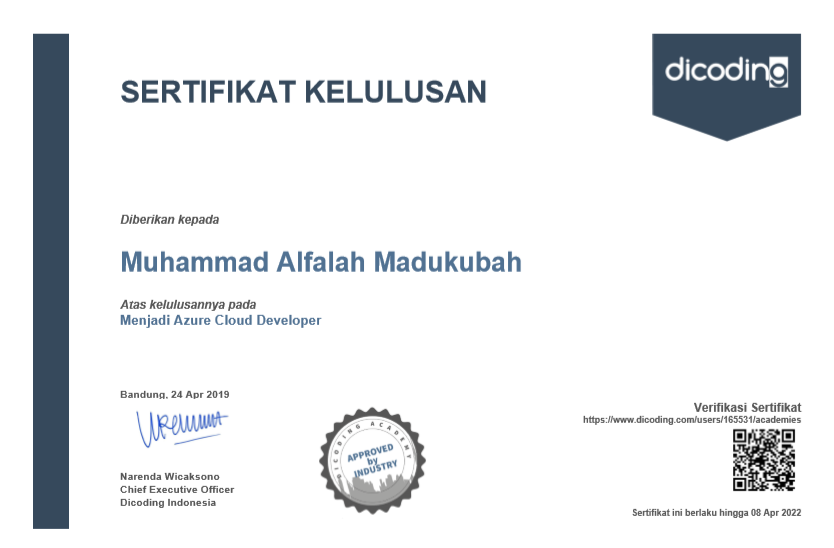 dicoding
SERTIFIKAT KELULUSAN
Diberikan kepada
Muhammad Alfalah Madukubah
Atas kelulusannya pada
Menjadi Azure Cloud Developer
Bandung, 24 Apr 2019
Narenda Wicaksono
Chief Executive Officer
Dicoding Indonesia
DICODING ACADEMY
APPROVED
by
INDUSTRY
Verifikasi Sertifikat
https://www.dicoding.com/users/165531/academies
Sertifikat ini berlaku hingga 08 Apr 2022